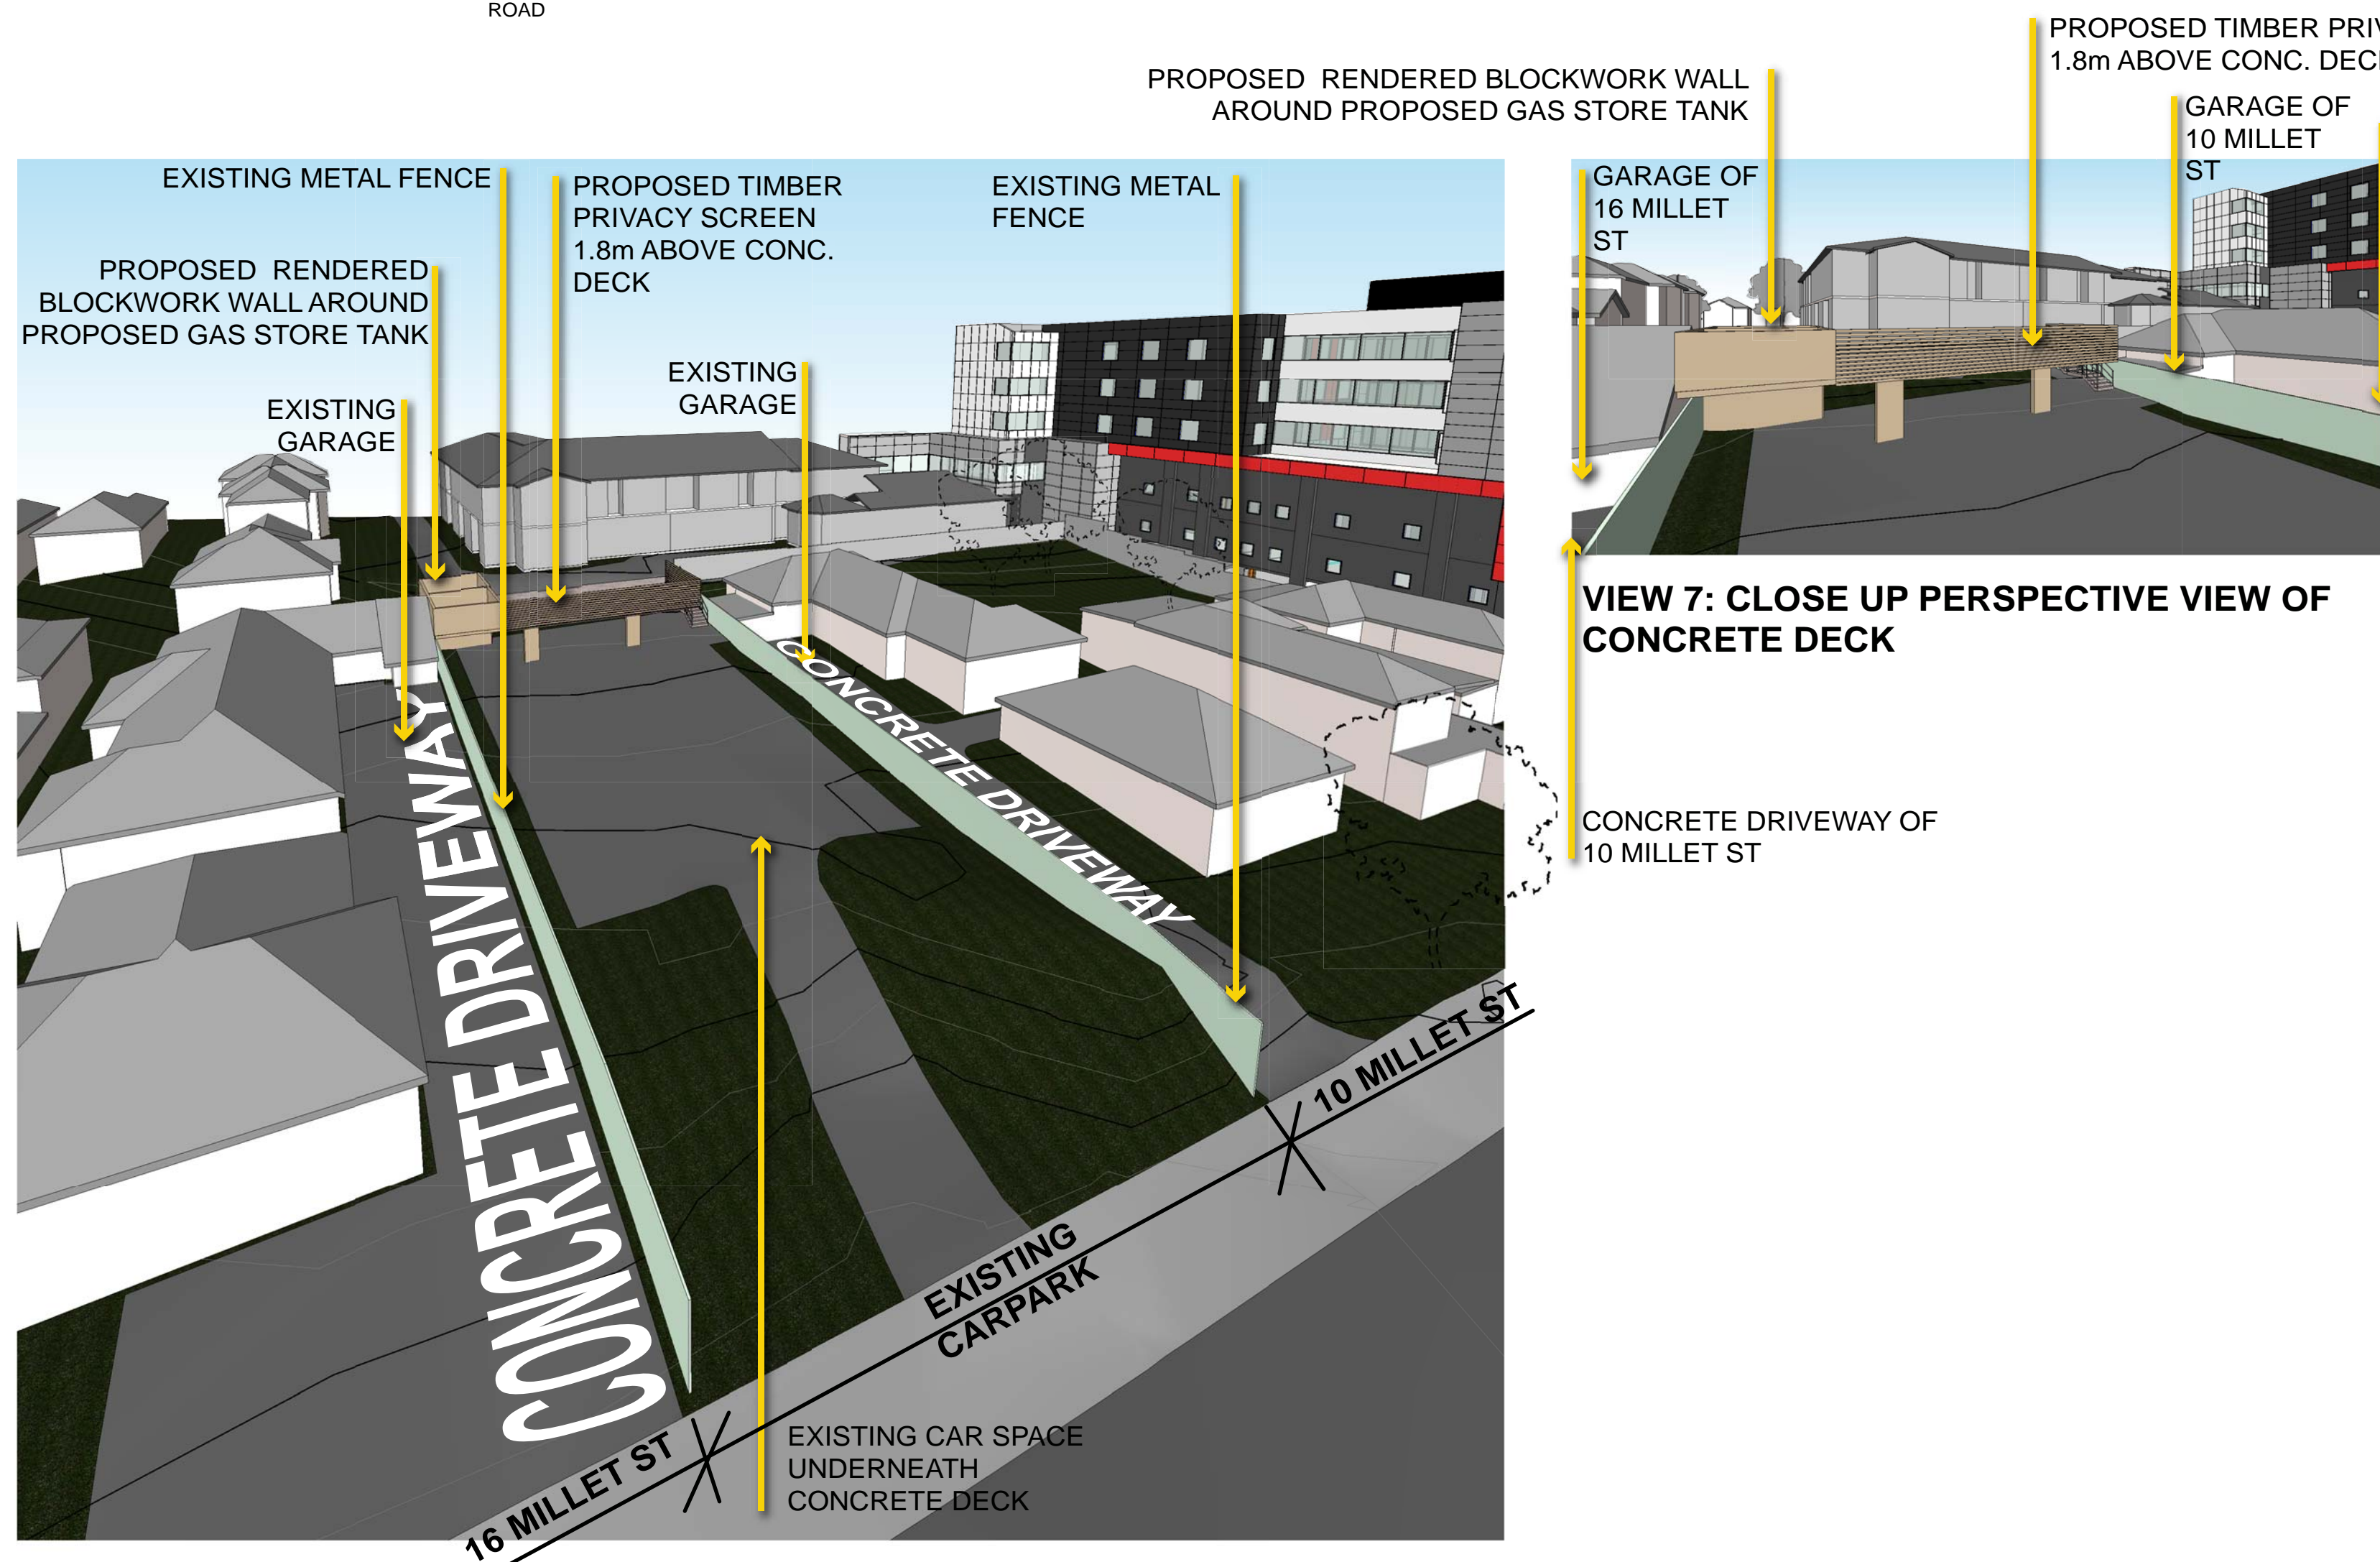 ROAD
PROPOSED TIMBER
1.8m ABOVE CONC.
PROPOSED RENDERED BLOCKWORK WALL
AROUND PROPOSED GAS STORE TANK
GARAGE OF
10 MILLET
ST
EXISTING METAL FENCE
PROPOSED TIMBER
PRIVACY SCREEN
1.8m ABOVE CONC.
DECK
EXISTING METAL
FENCE
GARAGE OF
16 MILLET
ST
PROPOSED RENDERED
BLOCKWORK WALL AROUND
PROPOSED GAS STORE TANK
EXISTING
GARAGE
EXISTING
GARAGE
VIEW 7: CLOSE UP PERSPECTIVE VIEW OF
CONCRETE DECK
CONCRETE DRIVEWAY
CONCRETE DRIVEWAY
CONCRETE DRIVEWAY OF
10 MILLET ST
10 MILLET ST
EXISTING
CARPARK
16 MILLET ST
EXISTING CAR SPACE
UNDERNEATH
CONCRETE DECK